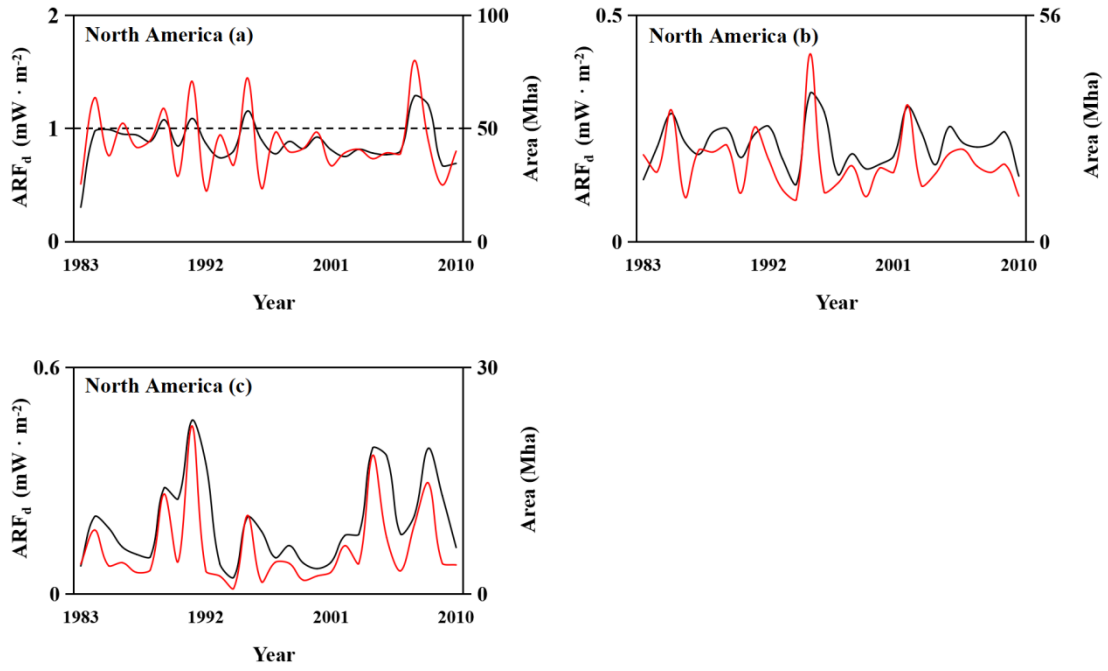 North America (a)
ARFd (mW · m-2)
2
1
0
100
50
0
Area (Mha)
1983
1992
2001
2010
Year
North America (b)
ARFd (mW · m-2)
0.5
0
56
0
Area (Mha)
1983
1992
2001
2010
Year
North America (c)
ARFd (mW · m-2)
0.6
0
30
0
Area (Mha)
1983
1992
2001
2010
Year